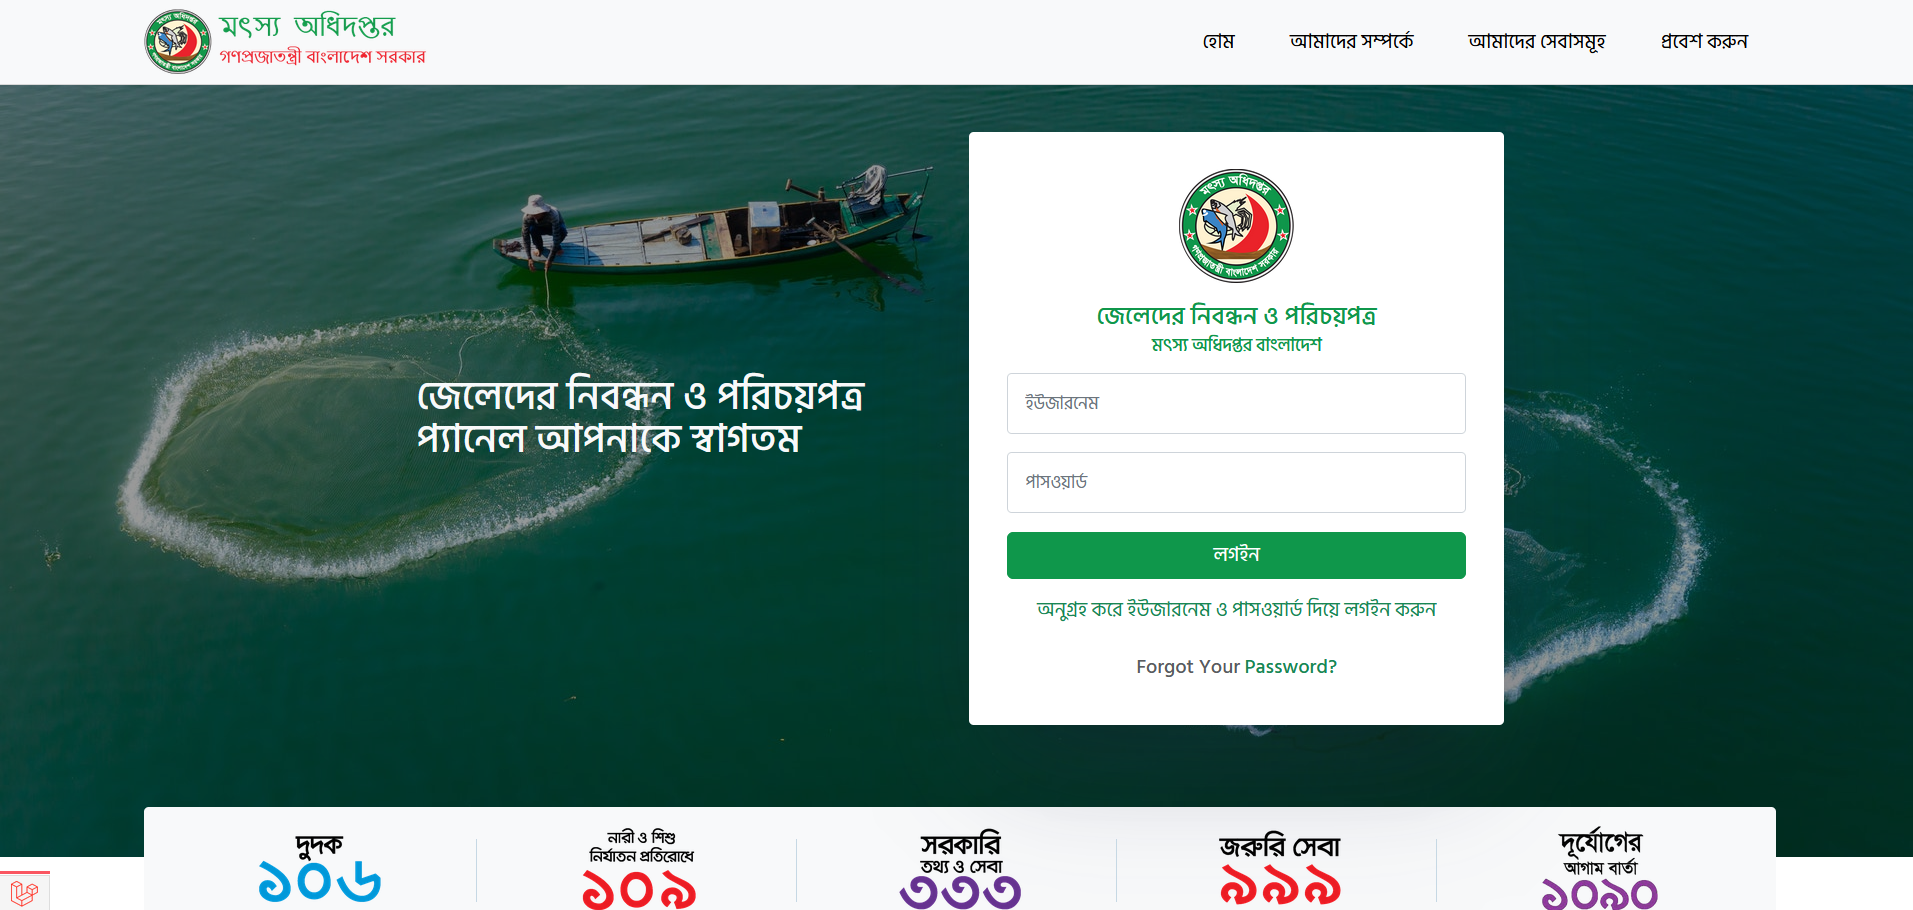 মৎস্য অধিদপ্তর
গণপ্রজাতন্ত্রী বাংলাদেশ সরকার
হোম
আমাদের সম্পর্কে
আমাদের সেবাসমূহ
প্রবেশ করুন
মৎস্য অধিদপ্তর
গণপ্রজাতন্ত্রী বাংলাদেশ সরকার
জেলেদের নিবন্ধন ও পরিচয়পত্র
মৎস্য অধিদপ্তর বাংলাদেশ
জেলেদের নিবন্ধন ও পরিচয়পত্র
প্যানেল আপনাকে স্বাগতম
ইউজারনেম
পাসওয়ার্ড
লগইন
অনুগ্রহ করে ইউজারনেম ও পাসওয়ার্ড দিয়ে লগইন করুন
Forgot Your Password?
দুদক
১০৬
নারী ও শিশু
নির্যাতন প্রতিরোধে
১০৯
সরকারি
তথ্য ও সেবা
৩৩৩
জরুরি সেবা
৯৯৯
দূর্যোগের
আগাম বার্তা
১০৯০